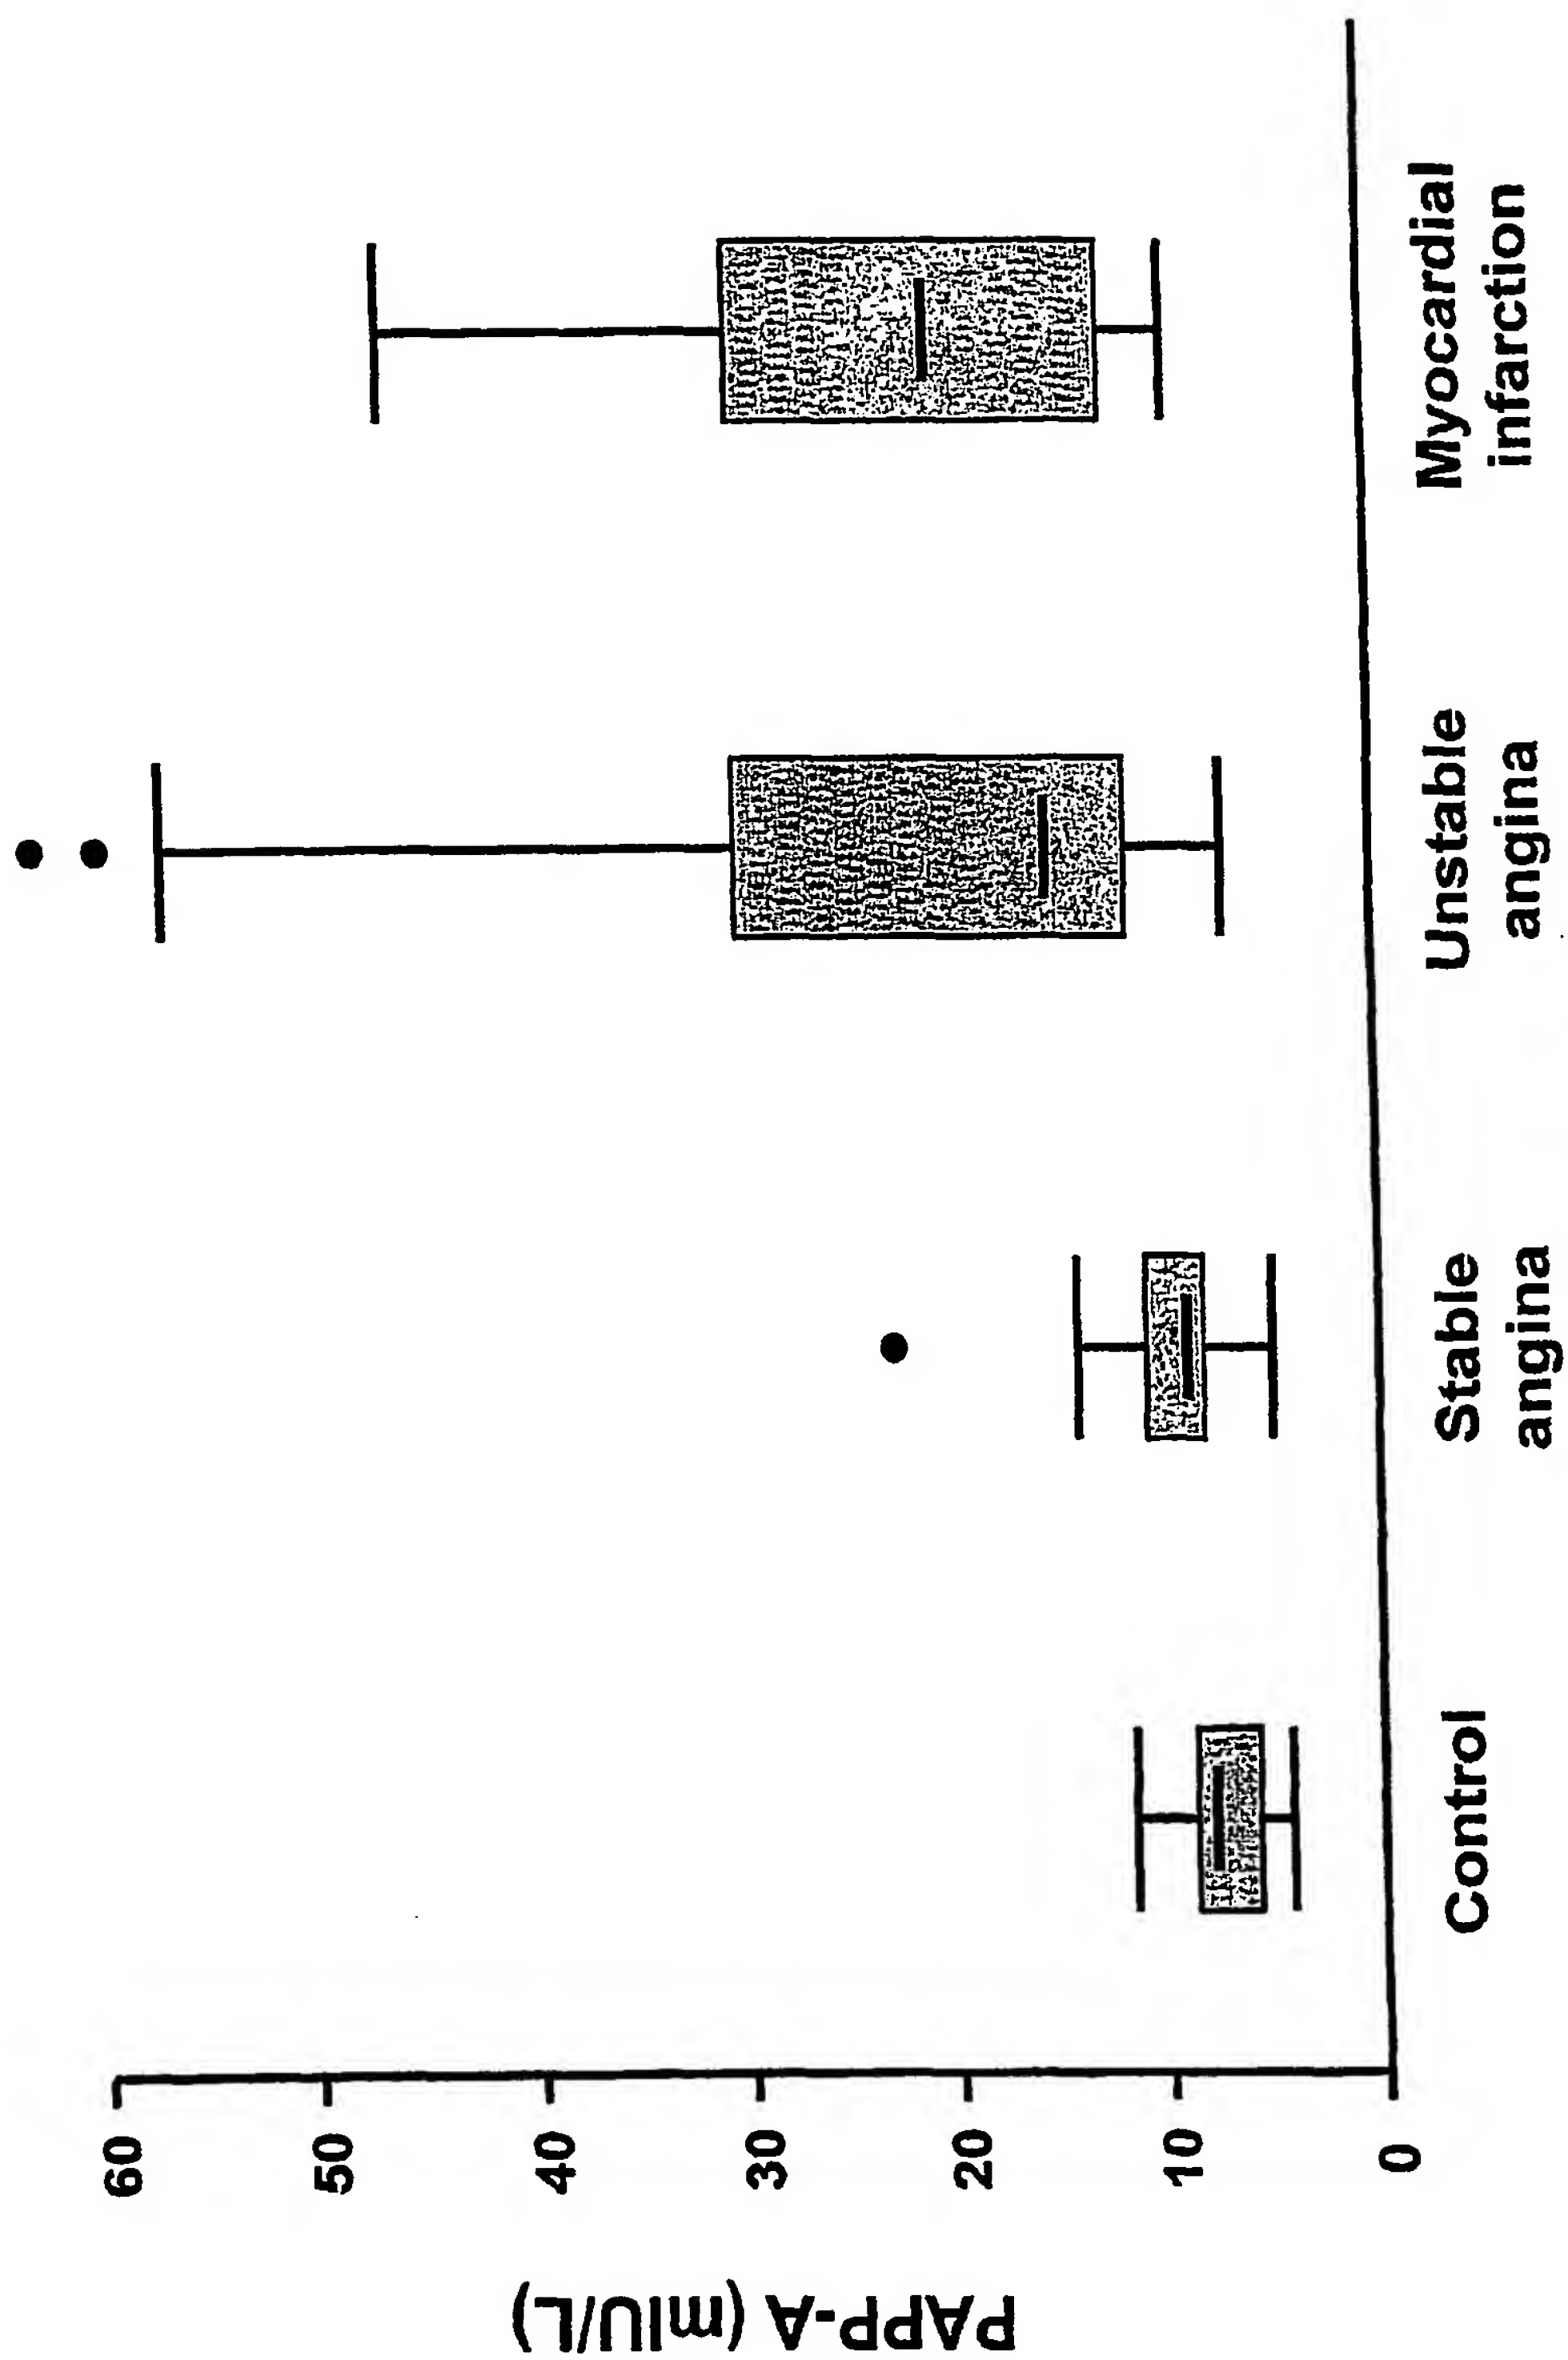 PAPP-A (mIU/L)
60
50
40
30
20
10
0
Control
Stable
angina
Unstable
angina
Myocardial
infarction